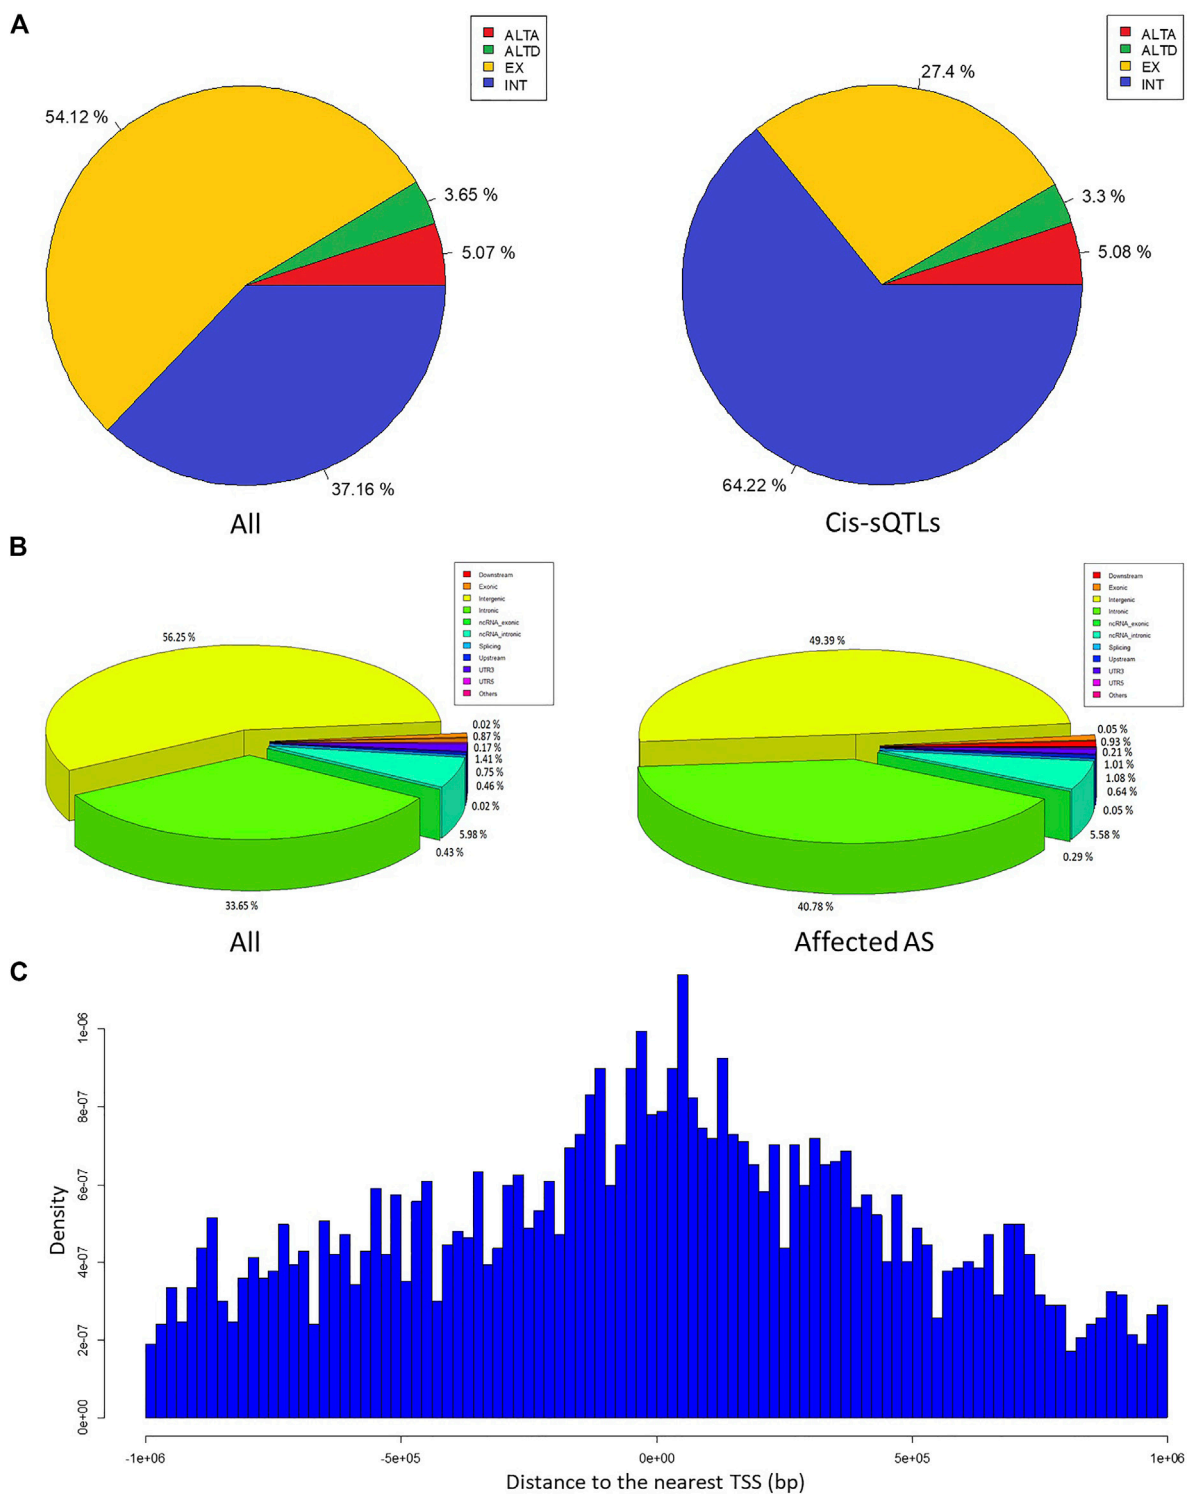 A
ALTA
ALTD
EX
INT
54.12 %
3.65 %
5.07 %
37.16 %
All
ALTA
ALTD
EX
INT
27.4 %
3.3 %
5.08 %
64.22 %
Cis-sQTLs
B
Downstream
Exonic
Intergenic
Intronic
ncRNA_exonic
ncRNA_intronic
Splicing
Upstream
UTR3
UTR5
Others
56.25 %
0.02 %
0.87 %
0.17 %
1.41 %
0.75 %
0.46 %
0.02 %
5.98 %
0.43 %
33.65 %
All
Downstream
Exonic
Intergenic
Intronic
ncRNA_exonic
ncRNA_intronic
Splicing
Upstream
UTR3
UTR5
Others
49.39 %
0.05 %
0.93 %
0.21 %
1.01 %
1.08 %
0.64 %
0.05 %
5.58 %
0.29 %
40.78 %
Affected AS
C
Density
1e-06
8e-07
6e-07
4e-07
2e-07
0e+00
-1e+06
-5e+05
0e+00
5e+05
1e+06
Distance to the nearest TSS (bp)